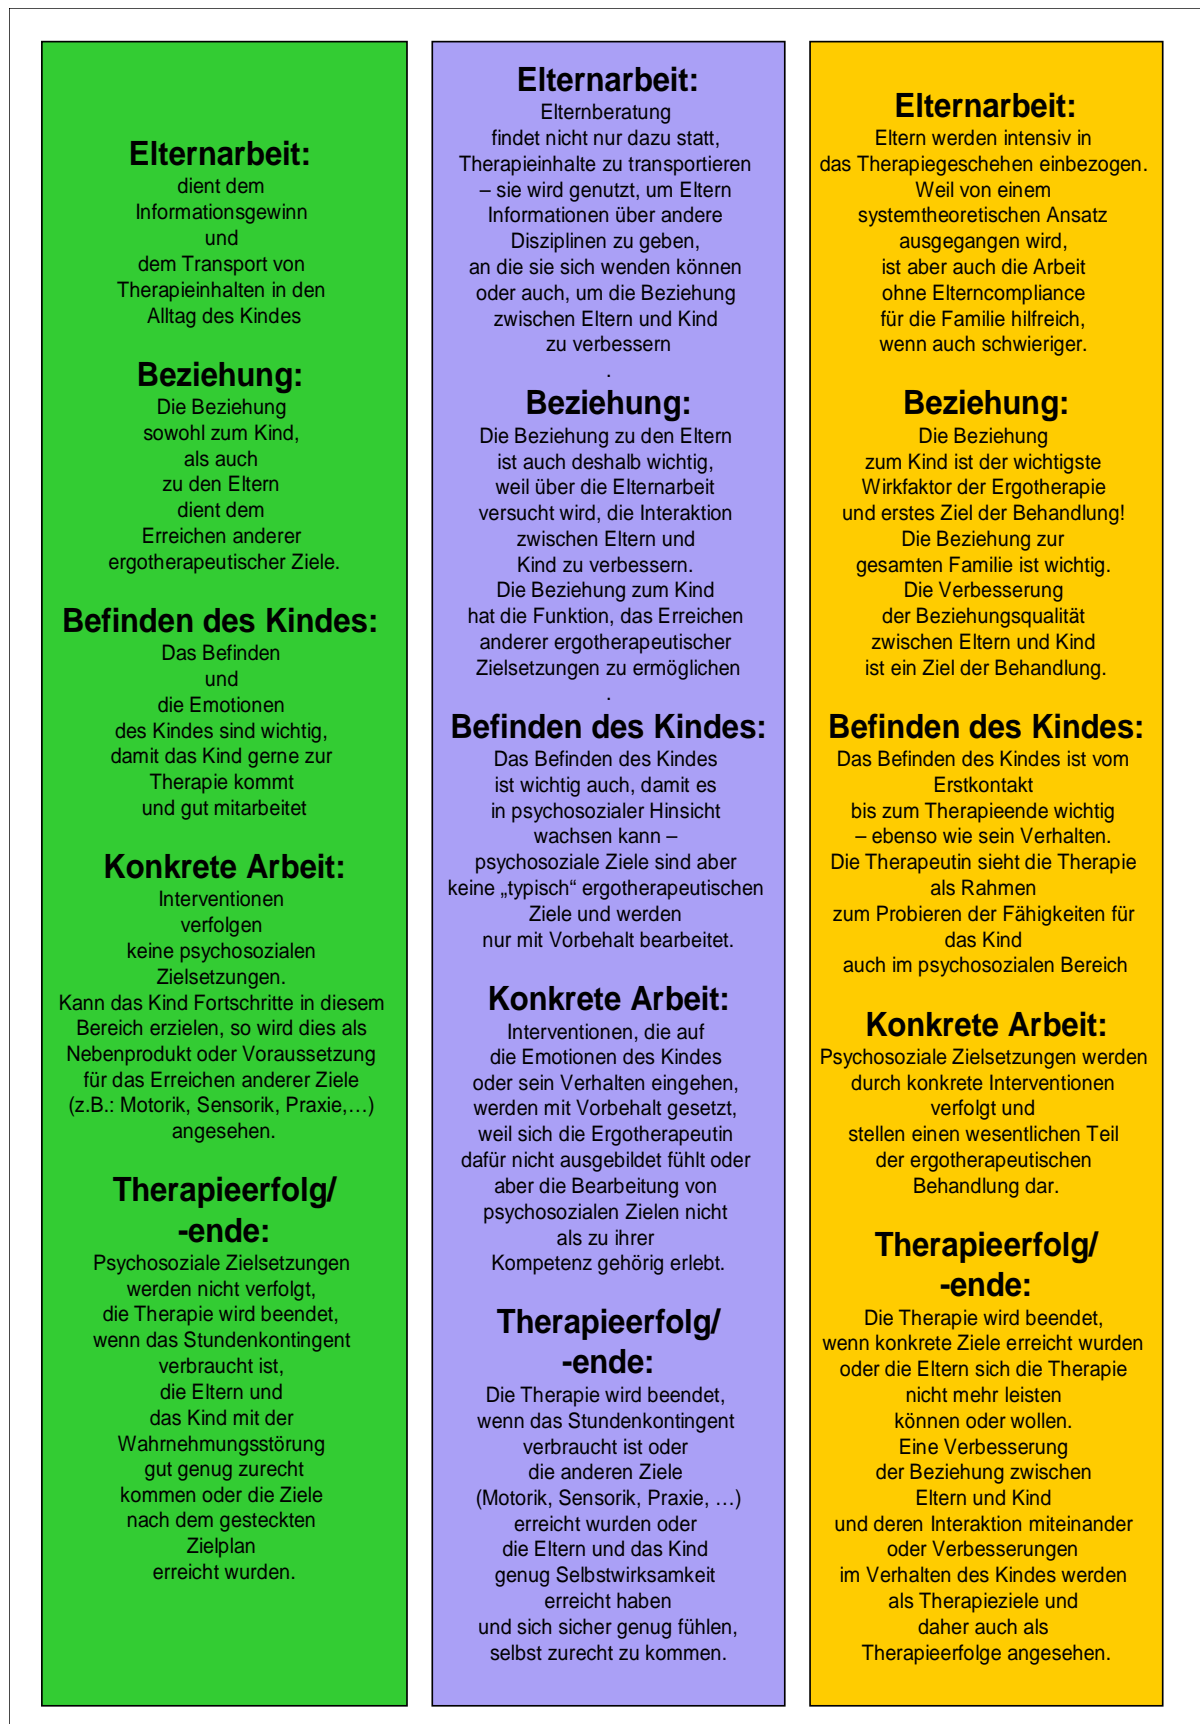 Elternarbeit:
dient dem
Informationsgewinn
und
dem Transport von
Therapieinhalten in den
Alltag des Kindes
Beziehung:
Die Beziehung
sowohl zum Kind,
als auch
zu den Eltern
dient dem
Erreichen anderer
ergotherapeutischer Ziele.
Befinden des Kindes:
Das Befinden
und
die Emotionen
des Kindes sind wichtig,
damit das Kind gerne zur
Therapie kommt
und gut mitarbeitet
Konkrete Arbeit:
Interventionen
verfolgen
keine psychosozialen
Zielsetzungen.
Kann das Kind Fortschritte in diesem
Bereich erzielen, so wird dies als
Nebenprodukt oder Voraussetzung
für das Erreichen anderer Ziele
(z.B.: Motorik, Sensorik, Praxie,…)
angesehen.
Therapieerfolg/
-ende:
Psychosoziale Zielsetzungen
werden nicht verfolgt,
die Therapie wird beendet,
wenn das Stundenkontingent
verbraucht ist,
die Eltern und
das Kind mit der
Wahrnehmungsstörung
gut genug zurecht
kommen oder die Ziele
nach dem gesteckten
Zielplan
erreicht wurden.
Elternarbeit:
Elternberatung
findet nicht nur dazu statt,
Therapieinhalte zu transportieren
– sie wird genutzt, um Eltern
Informationen über andere
Disziplinen zu geben,
an die sie sich wenden können
oder auch, um die Beziehung
zwischen Eltern und Kind
zu verbessern
.
Beziehung:
Die Beziehung zu den Eltern
ist auch deshalb wichtig,
weil über die Elternarbeit
versucht wird, die Interaktion
zwischen Eltern und
Kind zu verbessern.
Die Beziehung zum Kind
hat die Funktion, das Erreichen
anderer ergotherapeutischer
Zielsetzungen zu ermöglichen
.
Befinden des Kindes:
Das Befinden des Kindes
ist wichtig auch, damit es
in psychosozialer Hinsicht
wachsen kann –
psychosoziale Ziele sind aber
keine „typisch“ ergotherapeutischen
Ziele und werden
nur mit Vorbehalt bearbeitet.
Konkrete Arbeit:
Interventionen, die auf
die Emotionen des Kindes
oder sein Verhalten eingehen,
werden mit Vorbehalt gesetzt,
weil sich die Ergotherapeutin
dafür nicht ausgebildet fühlt oder
aber die Bearbeitung von
psychosozialen Zielen nicht
als zu ihrer
Kompetenz gehörig erlebt.
Therapieerfolg/
-ende:
Die Therapie wird beendet,
wenn das Stundenkontingent
verbraucht ist oder
die anderen Ziele
(Motorik, Sensorik, Praxie, …)
erreicht wurden oder
die Eltern und das Kind
genug Selbstwirksamkeit
erreicht haben
und sich sicher genug fühlen,
selbst zurecht zu kommen.
Elternarbeit:
Eltern werden intensiv in
das Therapiegeschehen einbezogen.
Weil von einem
systemtheoretischen Ansatz
ausgegangen wird,
ist aber auch die Arbeit
ohne Elterncompliance
für die Familie hilfreich,
wenn auch schwieriger.
Beziehung:
Die Beziehung
zum Kind ist der wichtigste
Wirkfaktor der Ergotherapie
und erstes Ziel der Behandlung!
Die Beziehung zur
gesamten Familie ist wichtig.
Die Verbesserung
der Beziehungsqualität
zwischen Eltern und Kind
ist ein Ziel der Behandlung.
Befinden des Kindes:
Das Befinden des Kindes ist vom
Erstkontakt
bis zum Therapieende wichtig
– ebenso wie sein Verhalten.
Die Therapeutin sieht die Therapie
als Rahmen
zum Probieren der Fähigkeiten für
das Kind
auch im psychosozialen Bereich
Konkrete Arbeit:
Psychosoziale Zielsetzungen werden
durch konkrete Interventionen
verfolgt und
stellen einen wesentlichen Teil
der ergotherapeutischen
Behandlung dar.
Therapieerfolg/
-ende:
Die Therapie wird beendet,
wenn konkrete Ziele erreicht wurden
oder die Eltern sich die Therapie
nicht mehr leisten
können oder wollen.
Eine Verbesserung
der Beziehung zwischen
Eltern und Kind
und deren Interaktion miteinander
oder Verbesserungen
im Verhalten des Kindes werden
als Therapieziele und
daher auch als
Therapieerfolge angesehen.